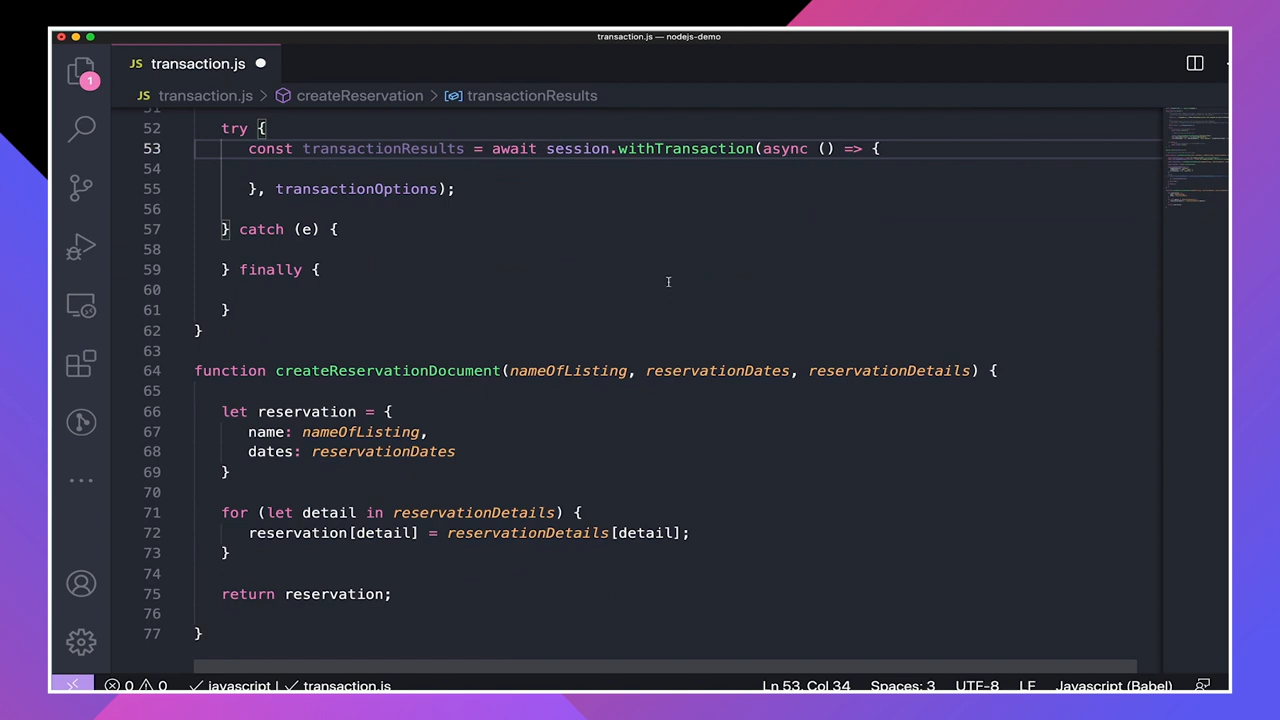 transaction.js — nodejs-demo
JS transaction.js
1
JS transaction.js > createReservation > transactionResults
52 try {
53 const transactionResults = await session.withTransaction(async () => {
54
55 }, transactionOptions);
56
57 } catch (e) {
58
59 } finally {
60
61 }
62 }
63
64 function createReservationDocument(nameOfListing, reservationDates, reservationDetails) {
65
66 let reservation = {
67 name: nameOfListing,
68 dates: reservationDates
69 }
70
71 for (let detail in reservationDetails) {
72 reservation[detail] = reservationDetails[detail];
73 }
74
75 return reservation;
76
77 }
0 0 javascript | transaction.js Ln 53, Col 34 Spaces: 3 UTF-8 LF Javascript (Babel)